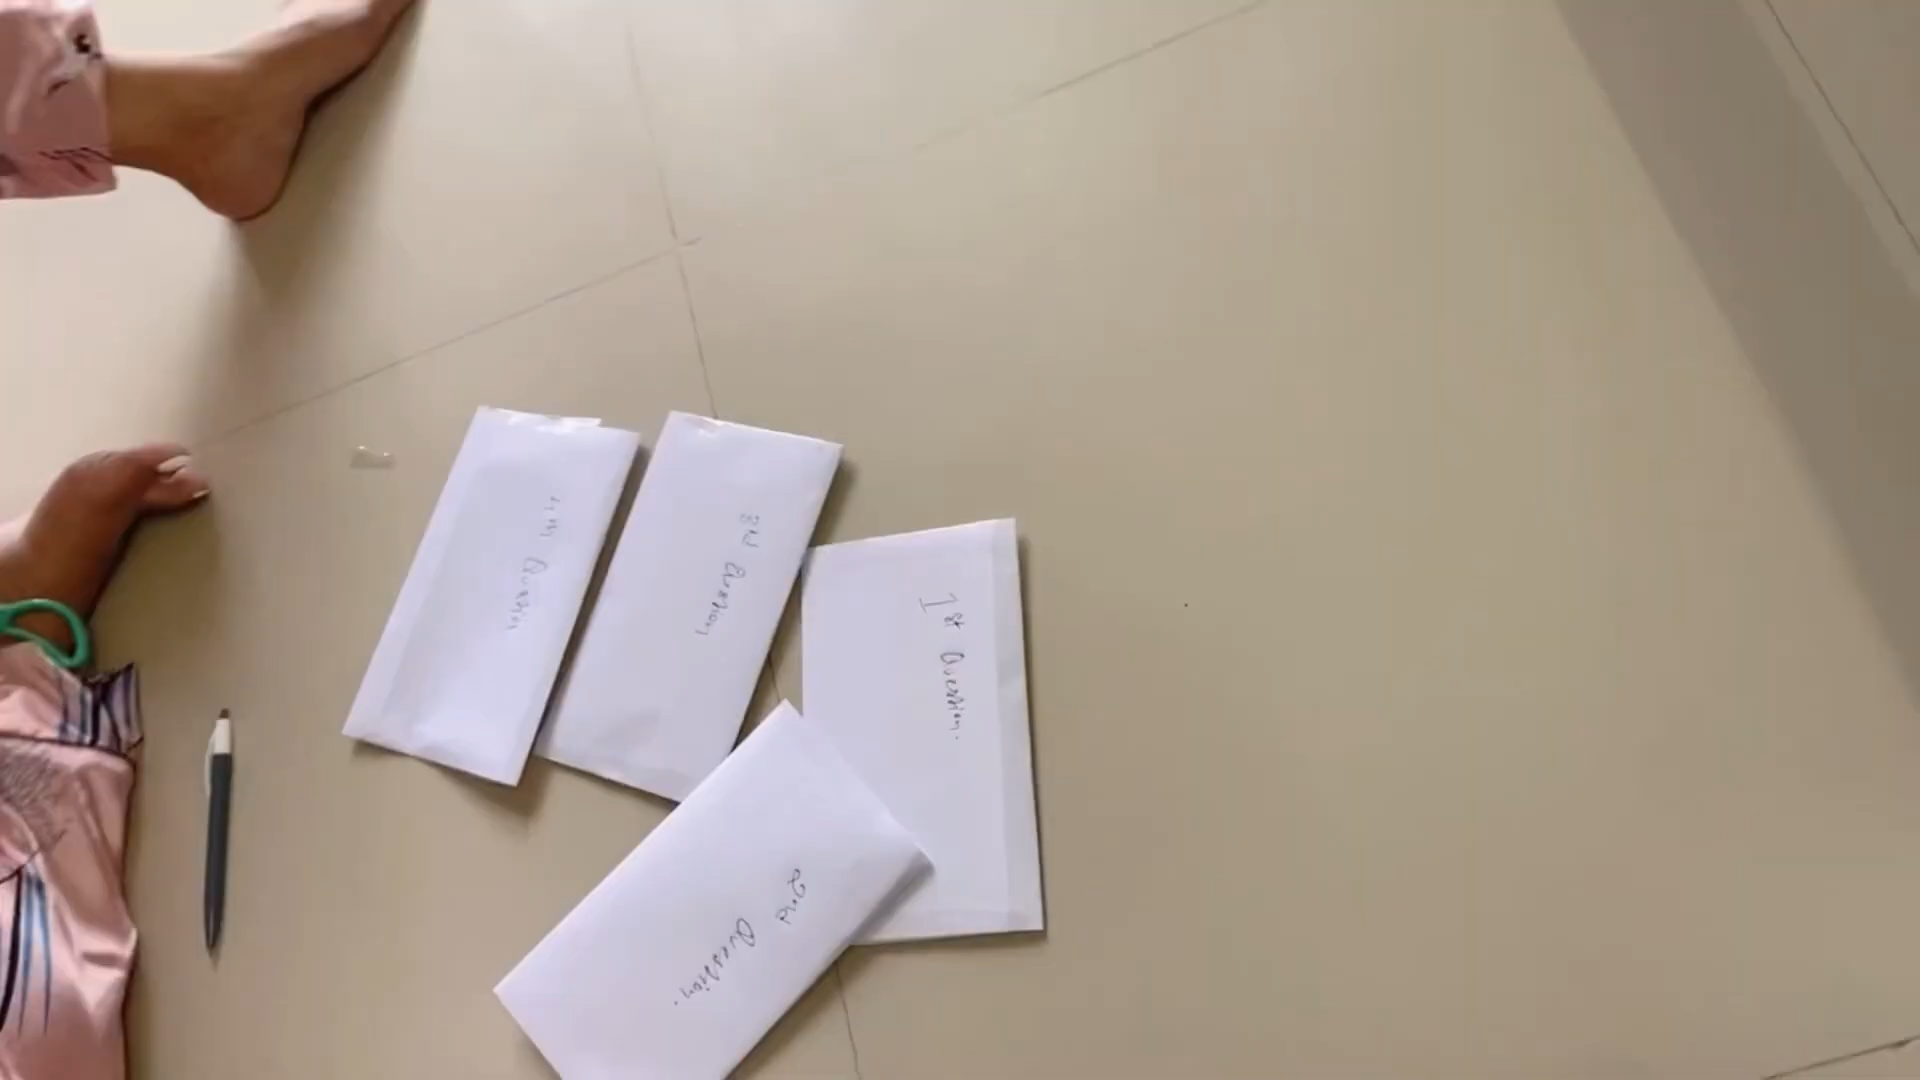 1st Question.
2nd Question.
3rd Question
4th Question